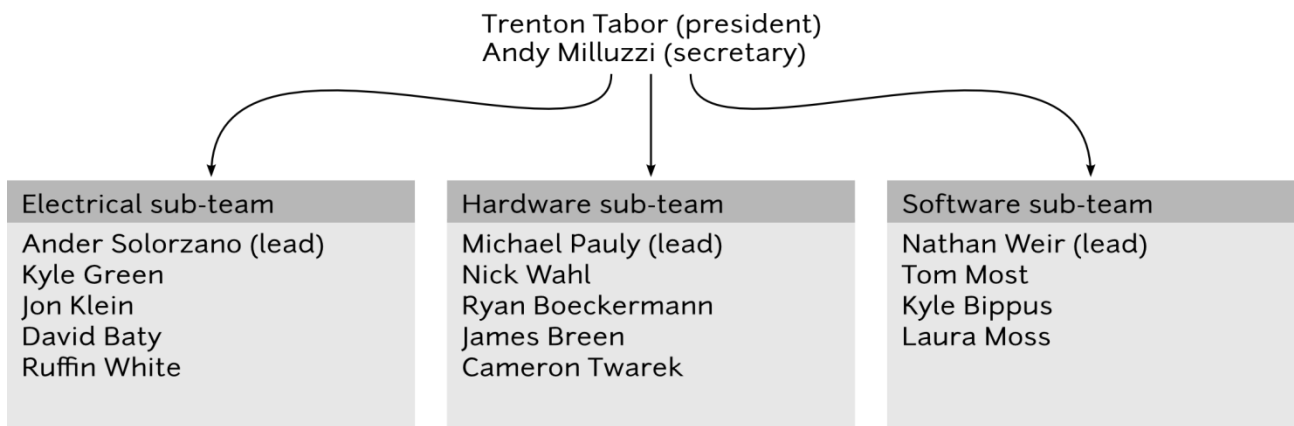 Trenton Tabor (president)
Andy Milluzzi (secretary)
Electrical sub-team
Ander Solorzano (lead)
Kyle Green
Jon Klein
David Baty
Ruffin White
Hardware sub-team
Michael Pauly (lead)
Nick Wahl
Ryan Boeckermann
James Breen
Cameron Twarek
Software sub-team
Nathan Weir (lead)
Tom Most
Kyle Bippus
Laura Moss